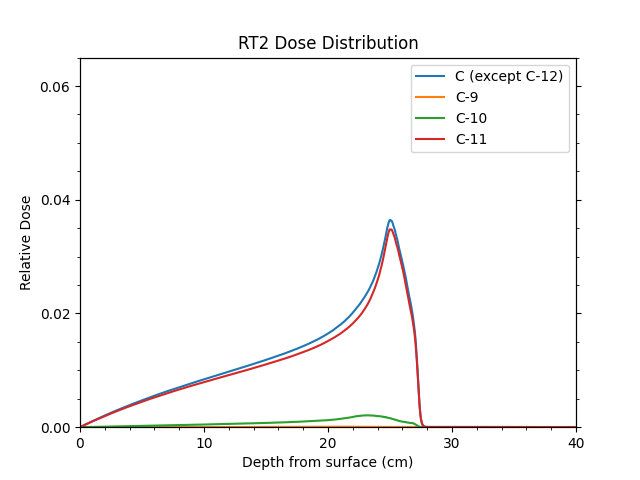 RT2 Dose Distribution
Relative Dose
0.06
0.04
0.02
0.00
C (except C-12)
C-9
C-10
C-11
0 10 20 30 40
Depth from surface (cm)